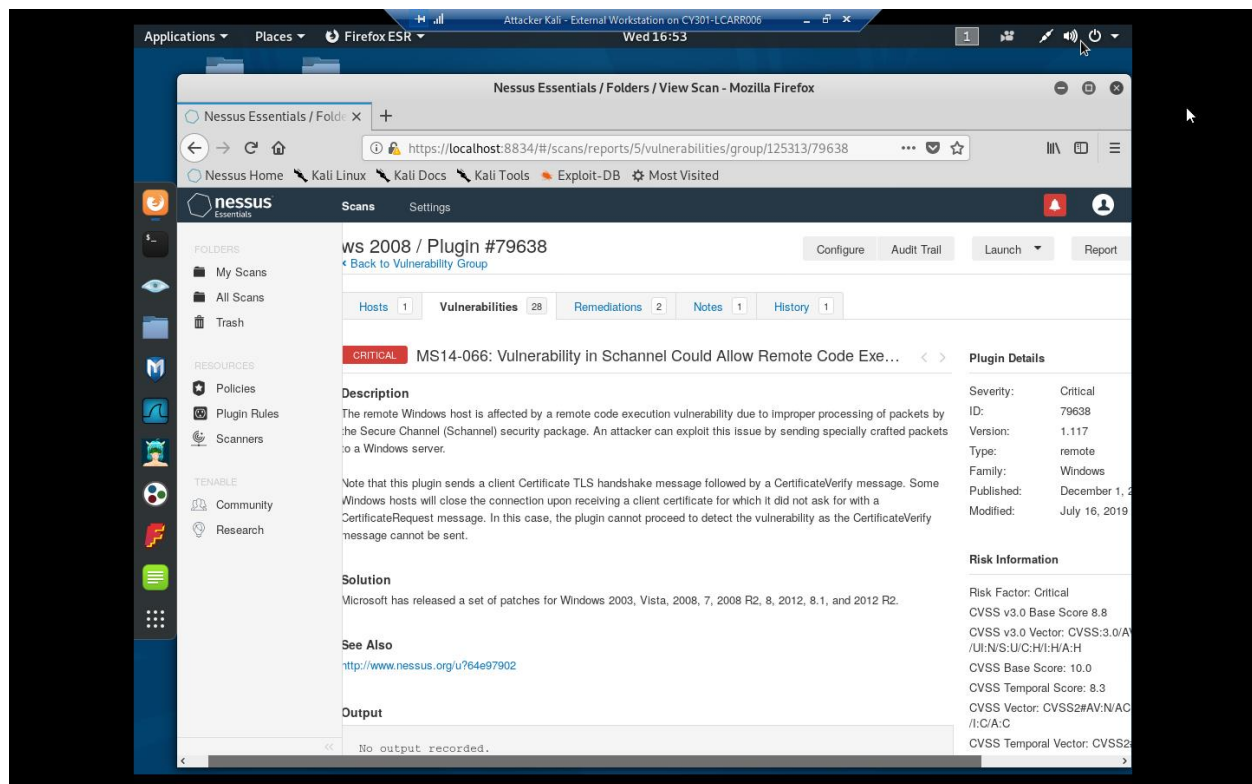 Attacker Kali - External Workstation on CY301-LCARR006
Applications Places Firefox ESR Wed 16:53 1
Nessus Essentials / Folders / View Scan - Mozilla Firefox
Nessus Essentials / Folde
https://localhost:8834/#/scans/reports/5/vulnerabilities/group/125313/79638
Nessus Home Kali Linux Kali Docs Kali Tools Exploit-DB Most Visited
nessus Essentials Scans Settings
FOLDERS
My Scans
All Scans
Trash
RESOURCES
Policies
Plugin Rules
Scanners
TENABLE
Community
Research
ws 2008 / Plugin #79638
Back to Vulnerability Group
Configure Audit Trail Launch Report
Hosts 1 Vulnerabilities 28 Remediations 2 Notes 1 History 1
CRITICAL MS14-066: Vulnerability in Schannel Could Allow Remote Code Exe...
Description
The remote Windows host is affected by a remote code execution vulnerability due to improper processing of packets by
the Secure Channel (Schannel) security package. An attacker can exploit this issue by sending specially crafted packets
to a Windows server.
Note that this plugin sends a client Certificate TLS handshake message followed by a CertificateVerify message. Some
Windows hosts will close the connection upon receiving a client certificate for which it did not ask for with a
CertificateRequest message. In this case, the plugin cannot proceed to detect the vulnerability as the CertificateVerify
message cannot be sent.
Solution
Microsoft has released a set of patches for Windows 2003, Vista, 2008, 7, 2008 R2, 8, 2012, 8.1, and 2012 R2.
See Also
http://www.nessus.org/u?64e97902
Output
No output recorded.
Plugin Details
Severity: Critical
ID: 79638
Version: 1.117
Type: remote
Family: Windows
Published: December 1, 2
Modified: July 16, 2019
Risk Information
Risk Factor: Critical
CVSS v3.0 Base Score 8.8
CVSS v3.0 Vector: CVSS:3.0/AV
/UI:N/S:U/C:H/I:H/A:H
CVSS Base Score: 10.0
CVSS Temporal Score: 8.3
CVSS Vector: CVSS2#AV:N/AC
/I:C/A:C
CVSS Temporal Vector: CVSS2